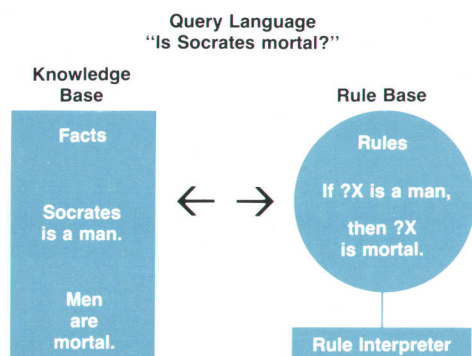 Query Language
“Is Socrates mortal?”
Knowledge
Base
Facts
Socrates
is a man.
Men
are
mortal.
Rule Base
Rules
If ?X is a man,
then ?X
is mortal.
Rule Interpreter